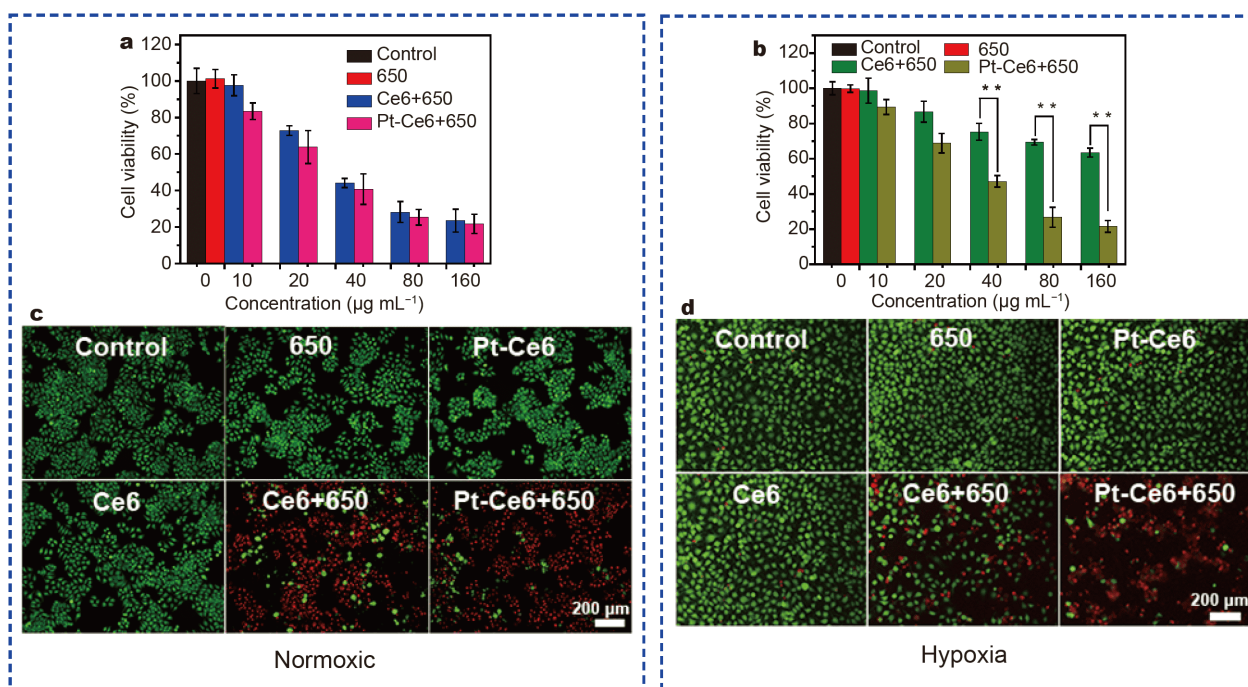 a
120
100
80
60
40
20
0
Cell viability (%)
Control
650
Ce6+650
Pt-Ce6+650
0 10 20 40 80 160
Concentration (μg mL⁻¹)
b
120
100
80
60
40
20
0
Cell viability (%)
Control 650
Ce6+650 Pt-Ce6+650
** ** **
0 10 20 40 80 160
Concentration (μg mL⁻¹)
c
Control 650 Pt-Ce6
Ce6 Ce6+650 Pt-Ce6+650
200 μm
Normoxic
d
Control 650 Pt-Ce6
Ce6 Ce6+650 Pt-Ce6+650
200 μm
Hypoxia